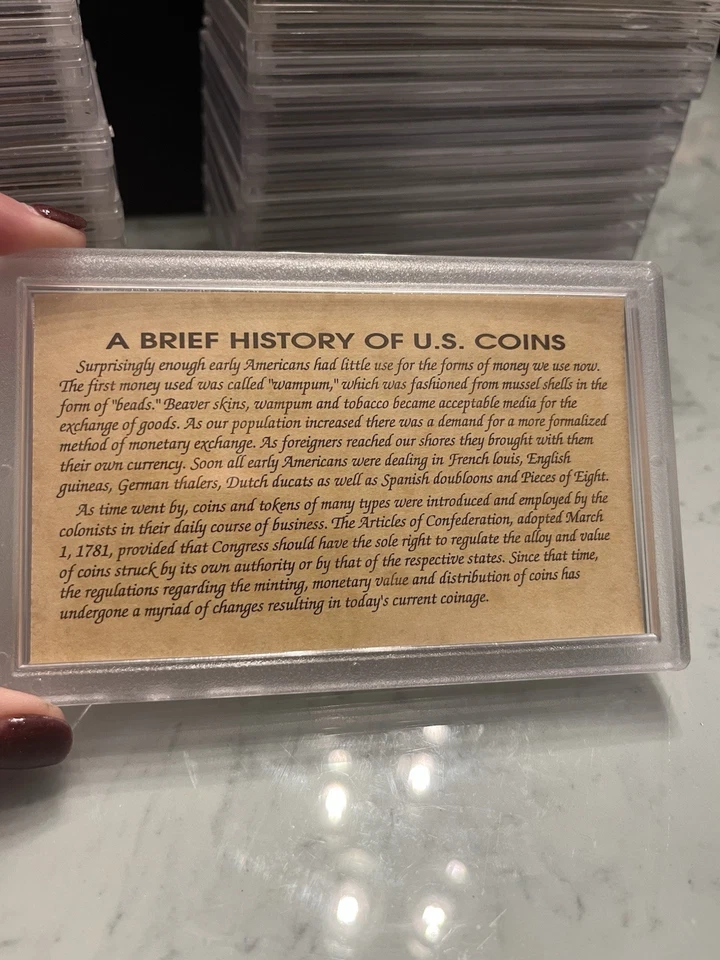 A BRIEF HISTORY OF U.S. COINS
Surprisingly enough early Americans had little use for the forms of money we use now.
The first money used was called "wampum," which was fashioned from mussel shells in the
form of "beads." Beaver skins, wampum and tobacco became acceptable media for the
exchange of goods. As our population increased there was a demand for a more formalized
method of monetary exchange. As foreigners reached our shores they brought with them
their own currency. Soon all early Americans were dealing in French louis, English
guineas, German thalers, Dutch ducats as well as Spanish doubloons and Pieces of Eight.
As time went by, coins and tokens of many types were introduced and employed by the
colonists in their daily course of business. The Articles of Confederation, adopted March
1, 1781, provided that Congress should have the sole right to regulate the alloy and value
of coins struck by its own authority or by that of the respective states. Since that time,
the regulations regarding the minting, monetary value and distribution of coins has
undergone a myriad of changes resulting in today's current coinage.